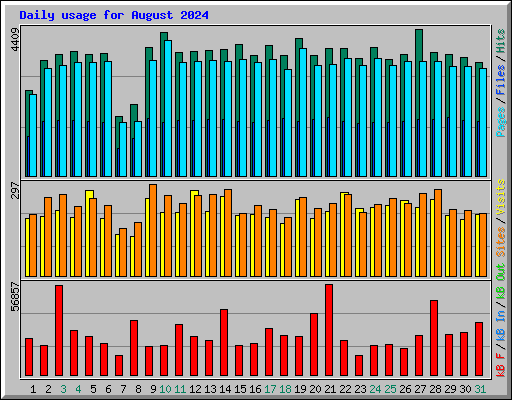 Daily usage for August 2024
4409
297
56857
Pages / Files / Hits
kB F / kB In / kB Out Sites / Visits
1 2 3 4 5 6 7 8 9 10 11 12 13 14 15 16 17 18 19 20 21 22 23 24 25 26 27 28 29 30 31